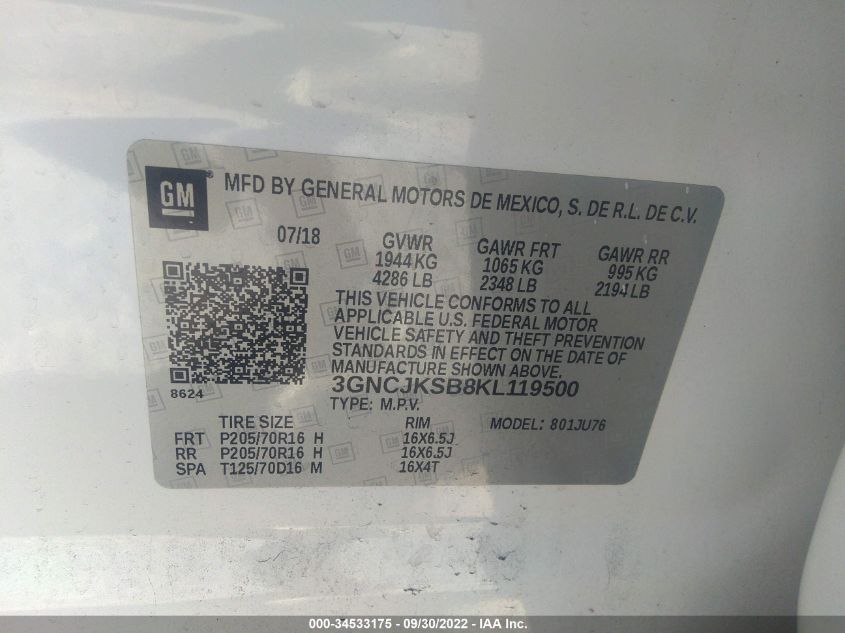 GM ® MFD BY GENERAL MOTORS DE MEXICO, S. DE R.L. DE C.V.
07/18 GVWR GAWR FRT GAWR RR
1944 KG 1065 KG 995 KG
4286 LB 2348 LB 2194 LB
THIS VEHICLE CONFORMS TO ALL
APPLICABLE U.S. FEDERAL MOTOR
VEHICLE SAFETY AND THEFT PREVENTION
STANDARDS IN EFFECT ON THE DATE OF
MANUFACTURE SHOWN ABOVE.
8624 3GNCJKSB8KL119500
TYPE: M.P.V.
TIRE SIZE RIM MODEL: 801JU76
FRT P205/70R16 H 16X6.5J
RR P205/70R16 H 16X6.5J
SPA T125/70D16 M 16X4T
000-34533175 - 09/30/2022 - IAA Inc.